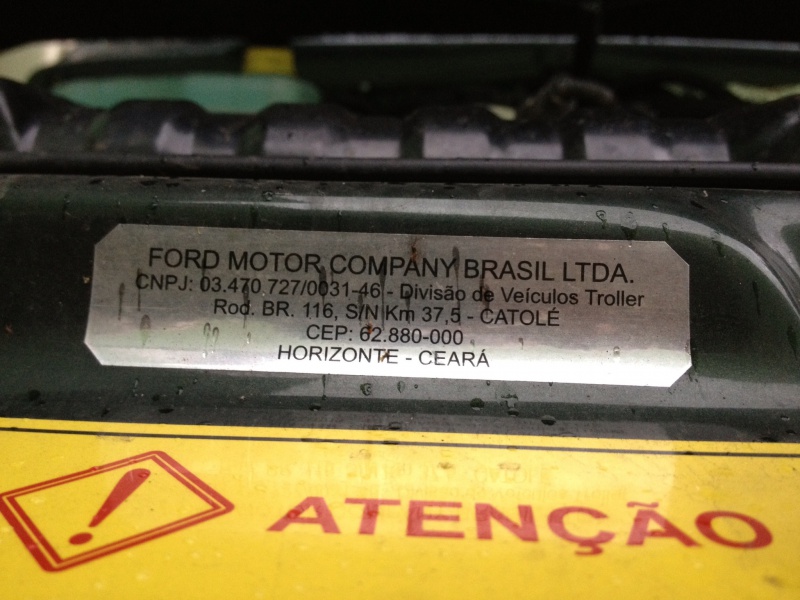 FORD MOTOR COMPANY BRASIL LTDA.
CNPJ: 03.470.727/0031-46 - Divisão de Veículos Troller
Rod. BR. 116, S/N Km 37,5 - CATOLÉ
CEP: 62.880-000
HORIZONTE - CEARÁ
! ATENÇÃO